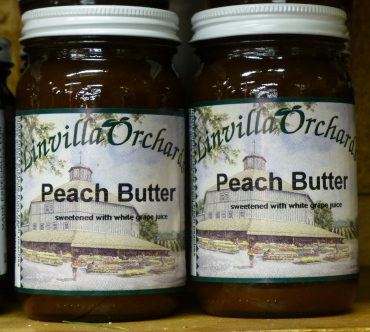 Linvilla Orchards
Peach Butter
sweetened with white grape juice
Linvilla Orchards
Peach Butter
sweetened with white grape juice